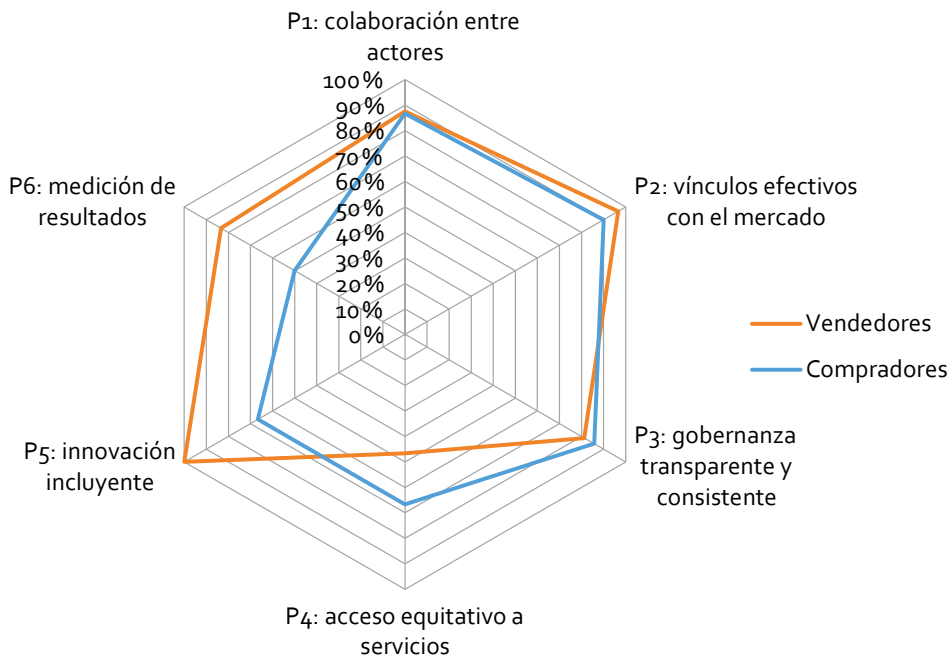 P1: colaboración entre
actores
100%
90%
80%
70%
60%
50%
40%
30%
20%
10%
0%
P2: vínculos efectivos
con el mercado
P3: gobernanza
transparente y
consistente
P4: acceso equitativo a
servicios
P5: innovación
incluyente
P6: medición de
resultados
Vendedores
Compradores